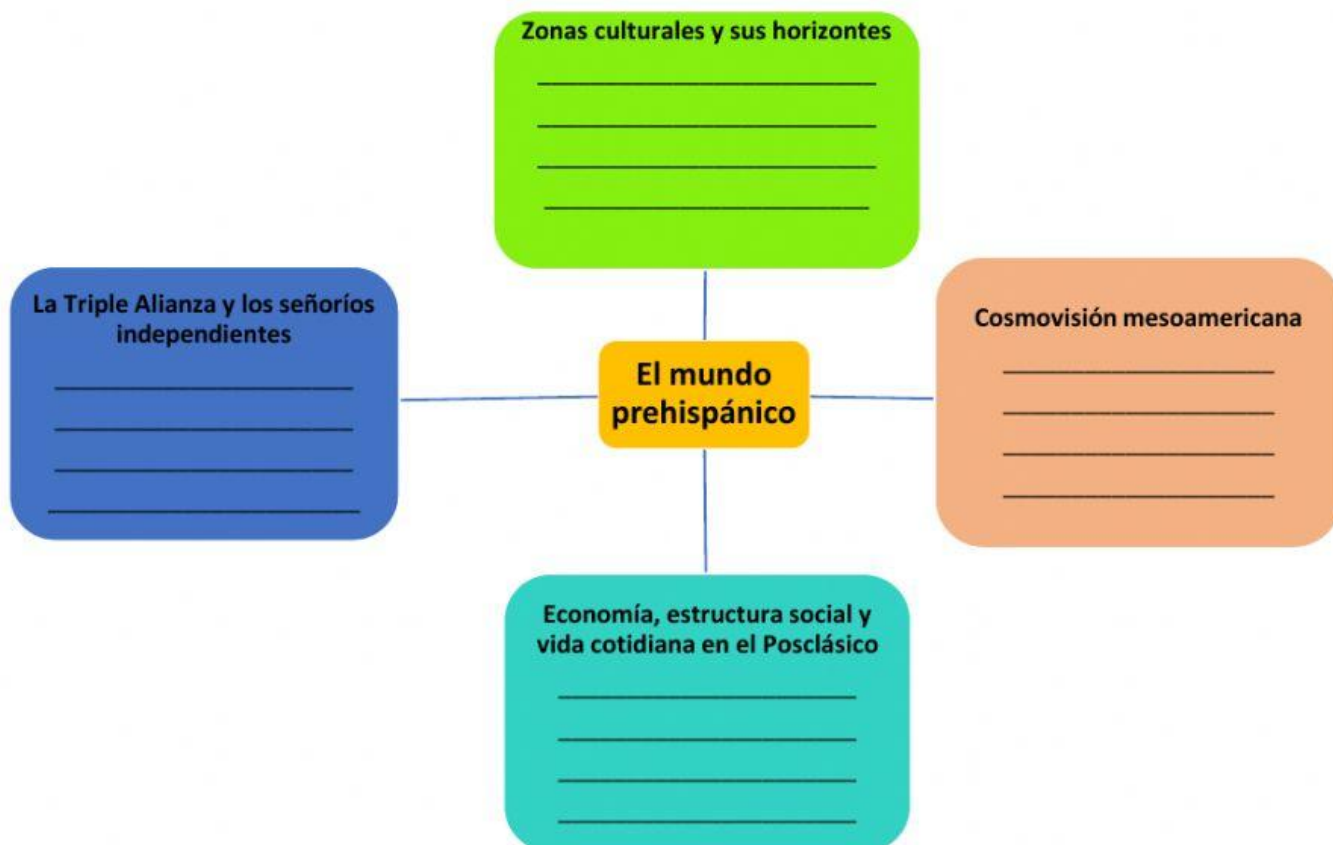 Zonas culturales y sus horizontes
La Triple Alianza y los señoríos
independientes
Cosmovisión mesoamericana
El mundo
prehispánico
Economía, estructura social y
vida cotidiana en el Posclásico